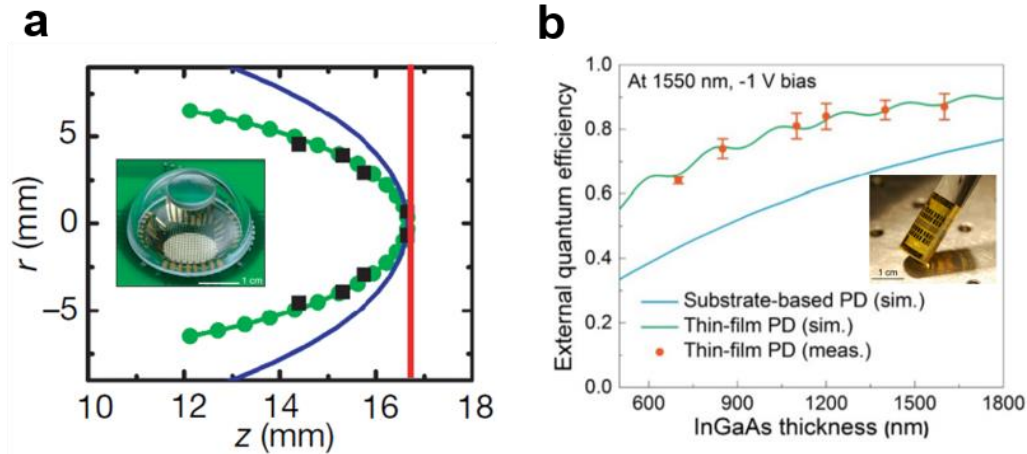 a
r (mm)
5
0
−5
1 cm
10 12 14 16 18
z (mm)
b
External quantum efficiency
1.0
0.8
0.6
0.4
0.2
0.0
At 1550 nm, -1 V bias
1 cm
Substrate-based PD (sim.)
Thin-film PD (sim.)
Thin-film PD (meas.)
600 900 1200 1500 1800
InGaAs thickness (nm)